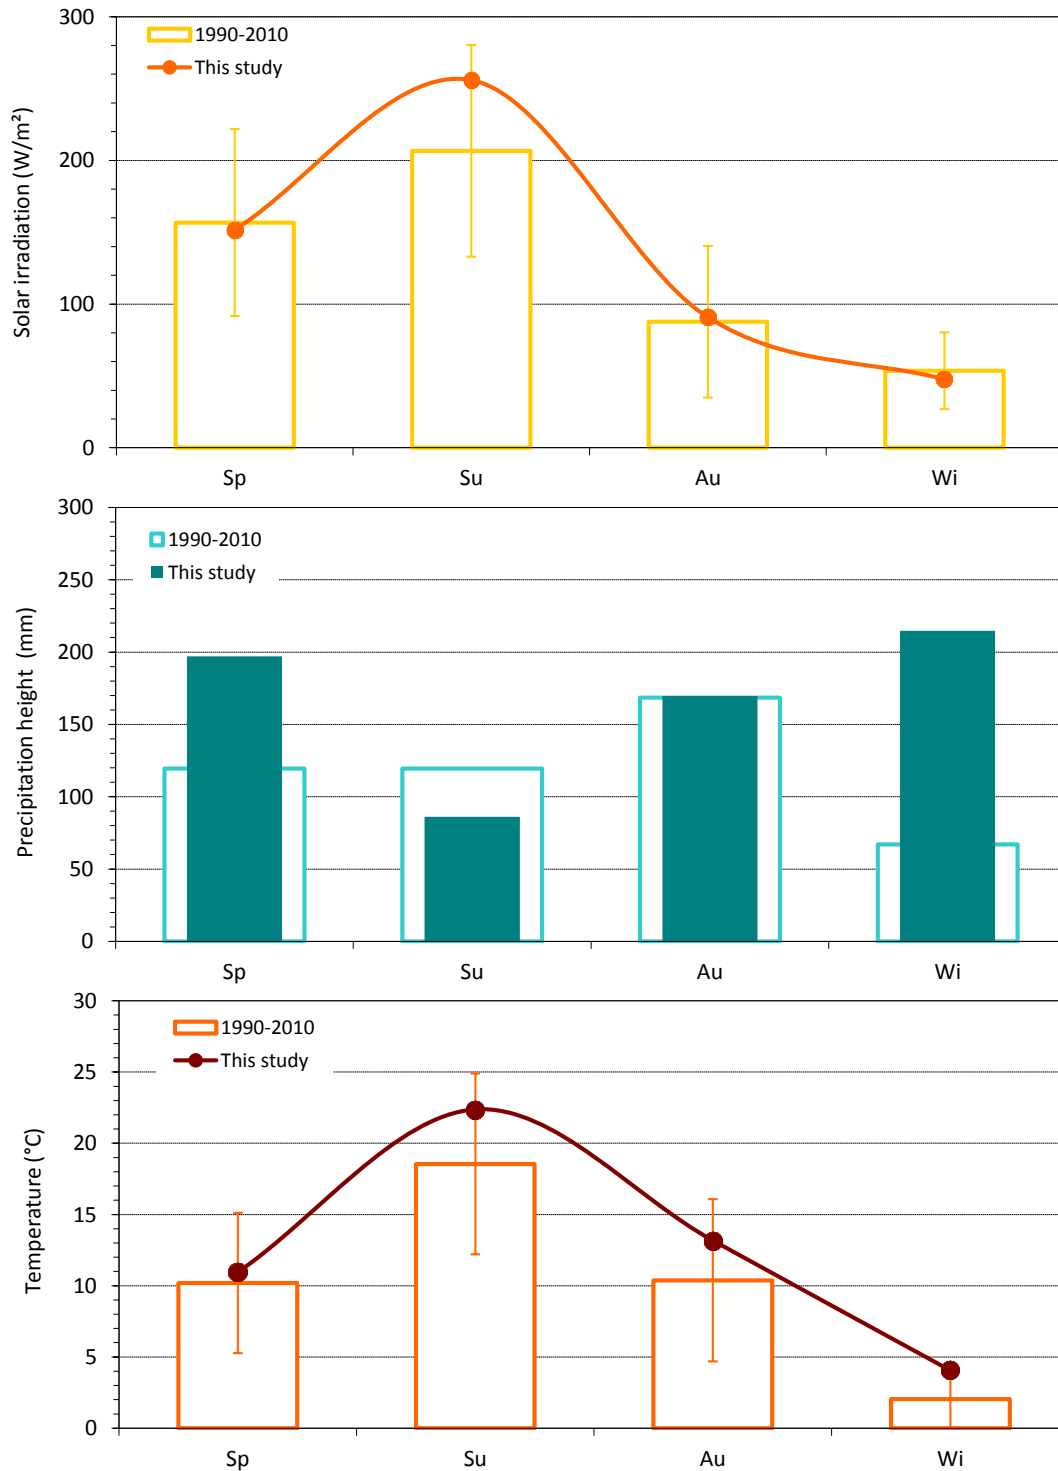 Solar irradiation (W/m²)
300
200
100
0
1990-2010
This study
Sp Su Au Wi
Precipitation height (mm)
300
250
200
150
100
50
0
1990-2010
This study
Sp Su Au Wi
Temperature (°C)
30
25
20
15
10
5
0
1990-2010
This study
Sp Su Au Wi